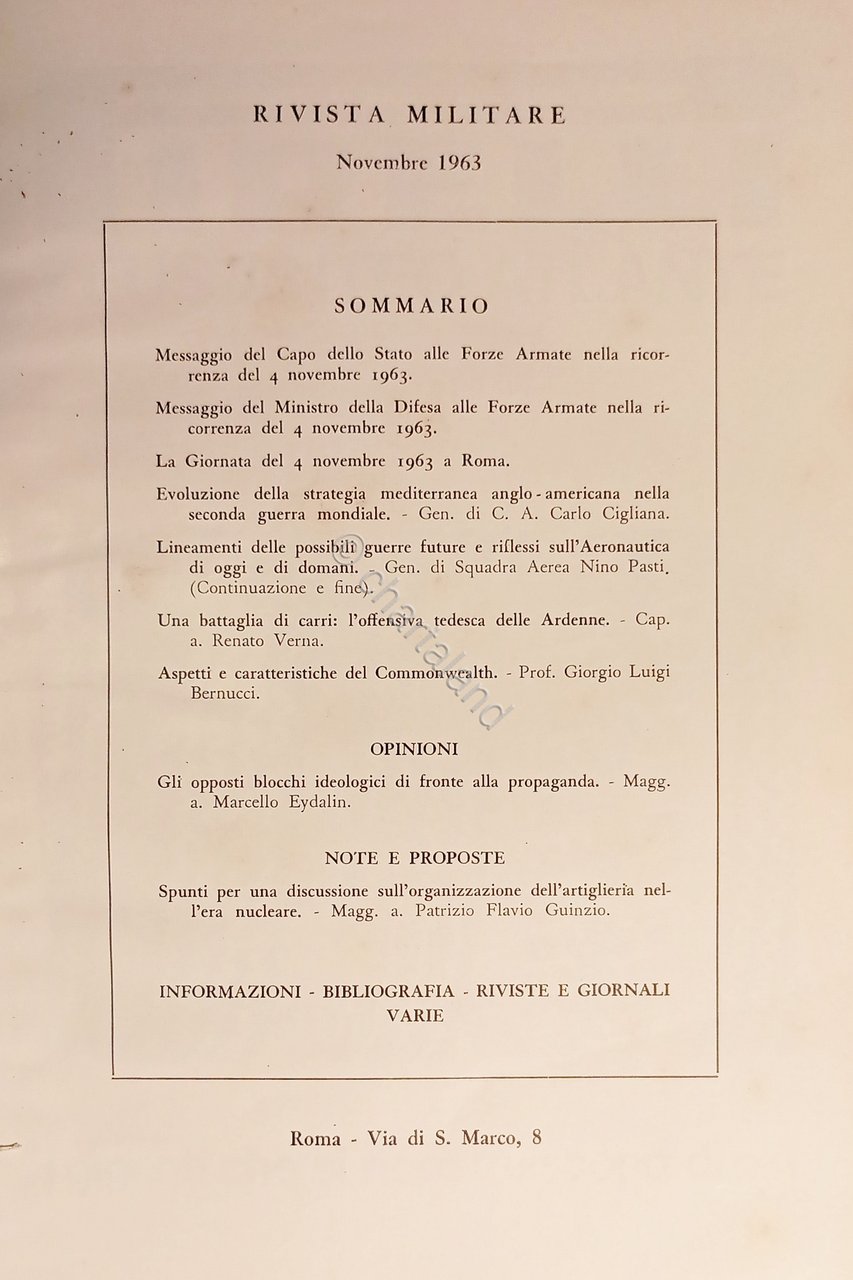 RIVISTA MILITARE
Novembre 1963
SOMMARIO
Messaggio del Capo dello Stato alle Forze Armate nella ricor-
renza del 4 novembre 1963.
Messaggio del Ministro della Difesa alle Forze Armate nella ri-
correnza del 4 novembre 1963.
La Giornata del 4 novembre 1963 a Roma.
Evoluzione della strategia mediterranea anglo-americana nella
seconda guerra mondiale. - Gen. di C. A. Carlo Cigliana.
Lineamenti delle possibili guerre future e riflessi sull'Aeronautica
di oggi e di domani. - Gen. di Squadra Aerea Nino Pasti.
(Continuazione e fine).
Una battaglia di carri: l'offensiva tedesca delle Ardenne. - Cap.
a. Renato Verna.
Aspetti e caratteristiche del Commonwealth. - Prof. Giorgio Luigi
Bernucci.
OPINIONI
Gli opposti blocchi ideologici di fronte alla propaganda. - Magg.
a. Marcello Eydalin.
NOTE E PROPOSTE
Spunti per una discussione sull'organizzazione dell'artiglieria nel-
l'era nucleare. - Magg. a. Patrizio Flavio Guinzio.
INFORMAZIONI - BIBLIOGRAFIA - RIVISTE E GIORNALI
VARIE
Roma - Via di S. Marco, 8
© chartaland